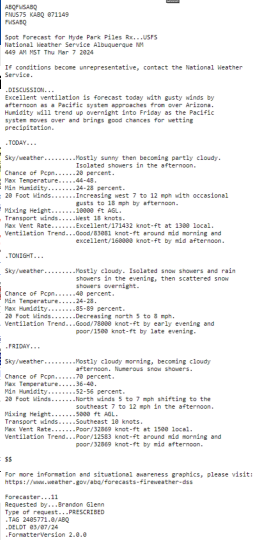 ABQFWSABQ
FNUS75 KABQ 071149
FWSABQ

Spot Forecast for Hyde Park Piles Rx...USFS
National Weather Service Albuquerque NM
449 AM MST Thu Mar 7 2024

If conditions become unrepresentative, contact the National Weather
Service.

.DISCUSSION...
Excellent ventilation is forecast today with gusty winds by
afternoon as a Pacific system approaches from over Arizona.
Humidity will trend up overnight into Friday as the Pacific
system moves over and brings good chances for wetting
precipitation.

.TODAY...

Sky/weather.........Mostly sunny then becoming partly cloudy.
Isolated showers in the afternoon.
Chance of Pcpn......20 percent.
Max Temperature.....44-48.
Min Humidity........24-28 percent.
20 Foot Winds.......Increasing west 7 to 12 mph with occasional
gusts to 18 mph by afternoon.
Mixing Height.......10000 ft AGL.
Transport winds.....West 18 knots.
Max Vent Rate.......Excellent/171432 knot-ft at 1300 local.
Ventilation Trend...Good/83081 knot-ft around mid morning and
excellent/160000 knot-ft by mid afternoon.

.TONIGHT...

Sky/weather.........Mostly cloudy. Isolated snow showers and rain
showers in the evening, then scattered snow
showers overnight.
Chance of Pcpn......40 percent.
Min Temperature.....24-28.
Max Humidity........85-89 percent.
20 Foot Winds.......Decreasing north 5 to 8 mph.
Ventilation Trend...Good/78000 knot-ft by early evening and
poor/1500 knot-ft by late evening.

.FRIDAY...

Sky/weather.........Mostly cloudy morning, becoming cloudy
afternoon. Numerous snow showers.
Chance of Pcpn......70 percent.
Max Temperature.....36-40.
Min Humidity........52-56 percent.
20 Foot Winds.......North winds 5 to 7 mph shifting to the
southeast 7 to 12 mph in the afternoon.
Mixing Height.......5000 ft AGL.
Transport winds.....Southeast 10 knots.
Max Vent Rate.......Poor/32869 knot-ft at 1500 local.
Ventilation Trend...Poor/12583 knot-ft around mid morning and
poor/32869 knot-ft by mid afternoon.

$$

For more information and situational awareness graphics, please visit:
https://www.weather.gov/abq/forecasts-fireweather-dss

Forecaster...11
Requested by...Brandon Glenn
Type of request...PRESCRIBED
.TAG 2405771.0/ABQ
.DELDT 03/07/24
.FormatterVersion 2.0.0